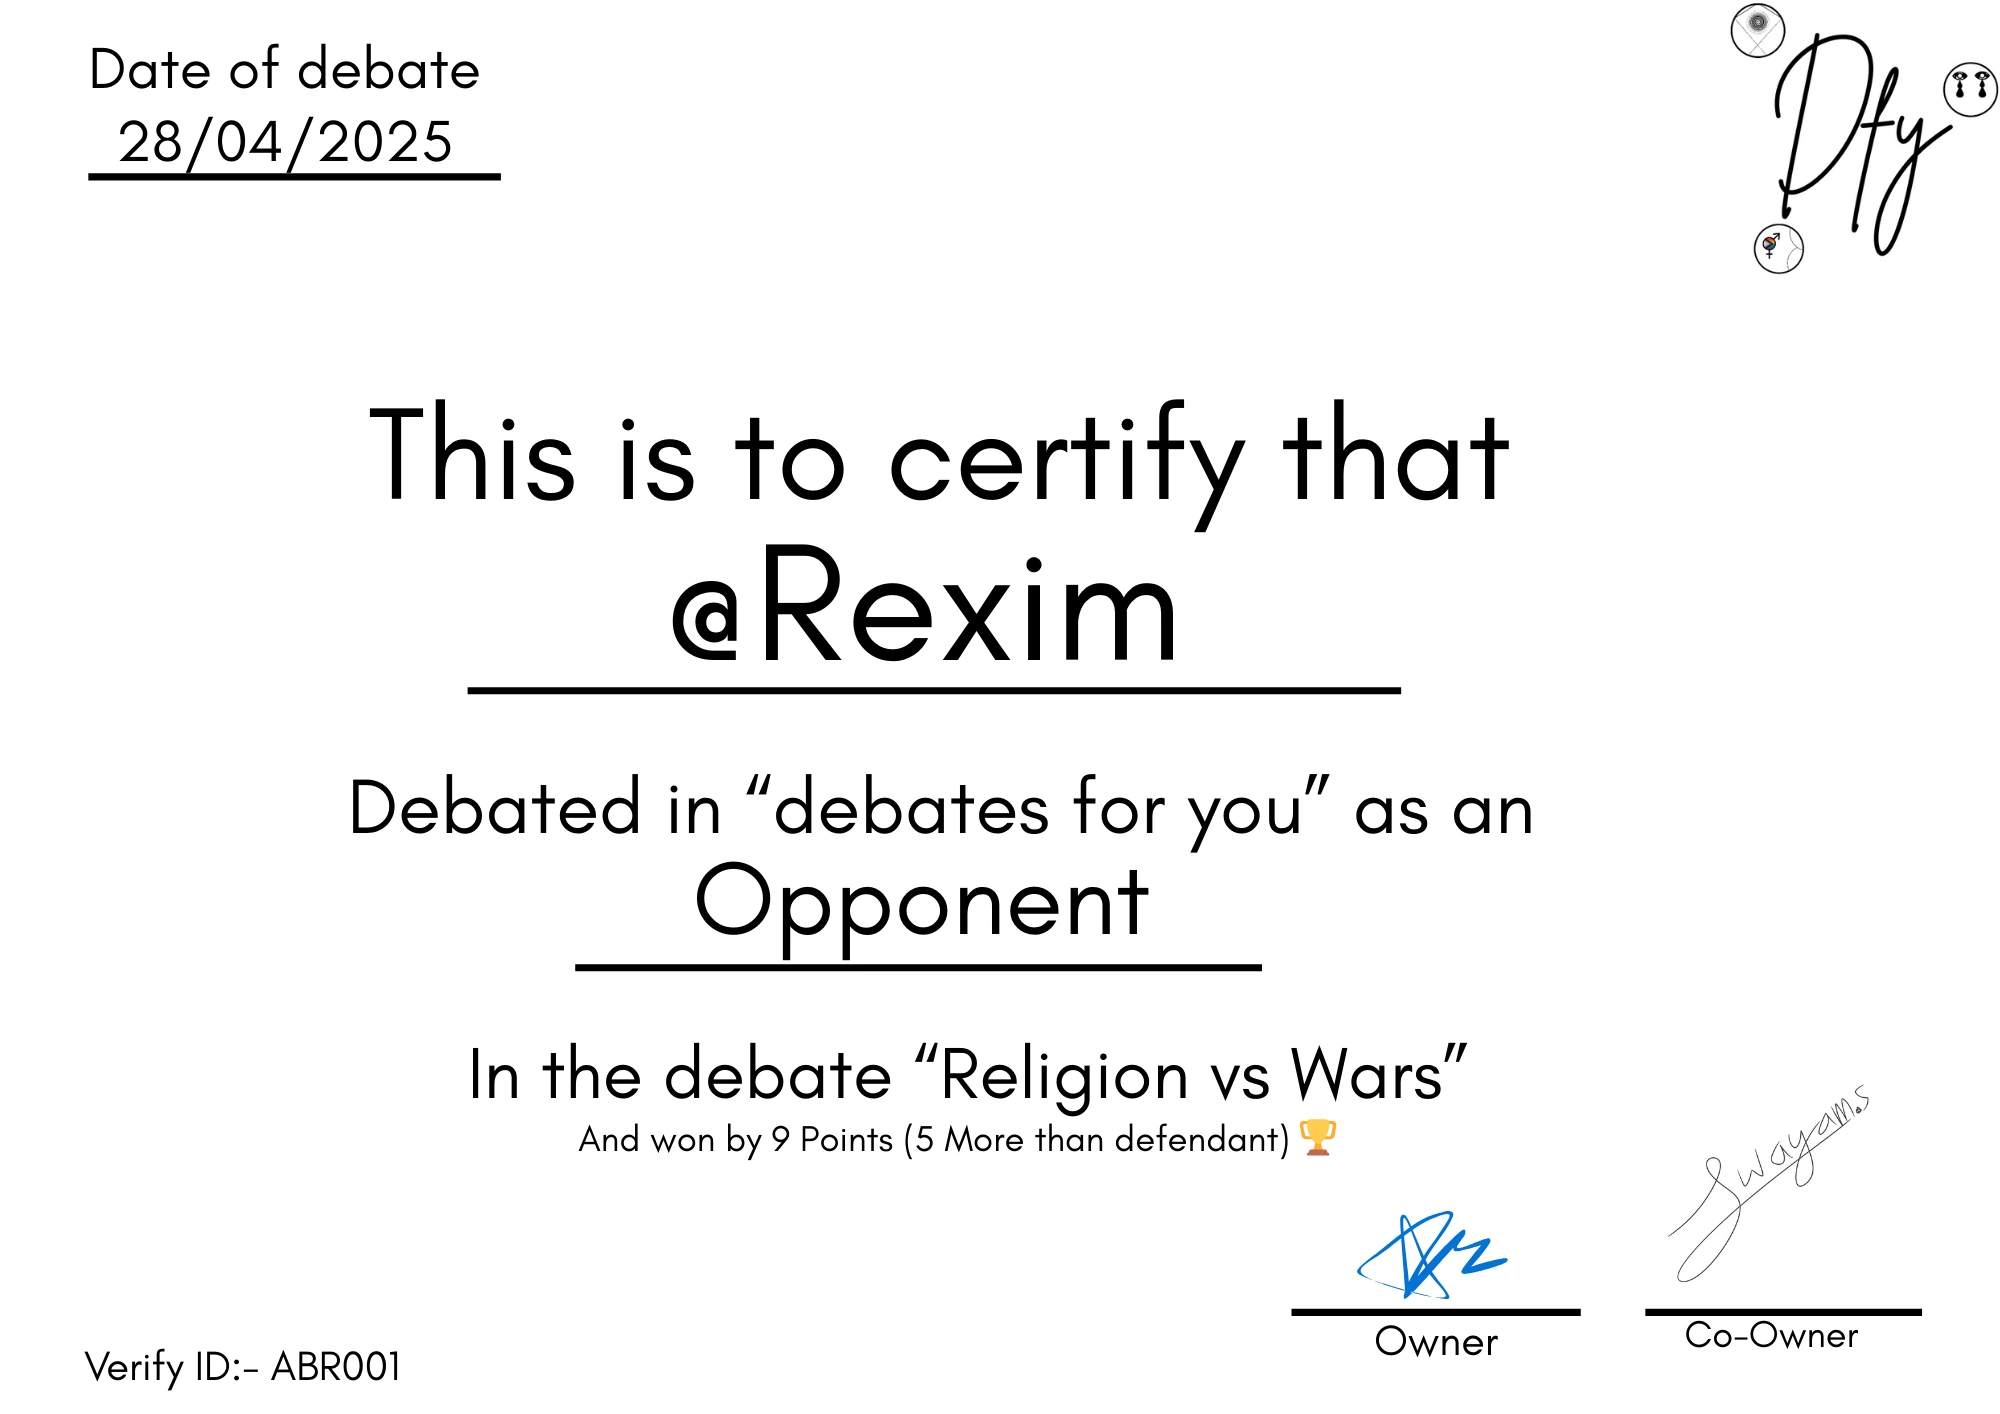 Date of debate
28/04/2025
Dfy
This is to certify that
@Rexim
Debated in “debates for you” as an
Opponent
In the debate “Religion vs Wars”
And won by 9 Points (5 More than defendant) 🏆
Swayam.s
Owner
Co-Owner
Verify ID:- ABR001